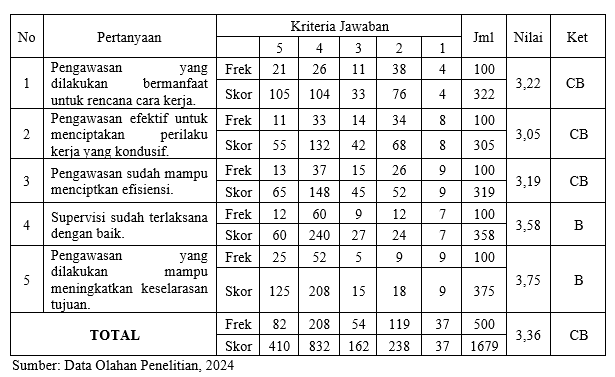 No Pertanyaan Kriteria Jawaban Jml Nilai Ket
5 4 3 2 1
1 Pengawasan yang dilakukan bermanfaat untuk rencana cara kerja. Frek 21 26 11 38 4 100 3,22 CB
Skor 105 104 33 76 4 322
2 Pengawasan efektif untuk menciptakan perilaku kerja yang kondusif. Frek 11 33 14 34 8 100 3,05 CB
Skor 55 132 42 68 8 305
3 Pengawasan sudah mampu menciptkan efisiensi. Frek 13 37 15 26 9 100 3,19 CB
Skor 65 148 45 52 9 319
4 Supervisi sudah terlaksana dengan baik. Frek 12 60 9 12 7 100 3,58 B
Skor 60 240 27 24 7 358
5 Pengawasan yang dilakukan mampu meningkatkan keselarasan tujuan. Frek 25 52 5 9 9 100 3,75 B
Skor 125 208 15 18 9 375
TOTAL Frek 82 208 54 119 37 500 3,36 CB
Skor 410 832 162 238 37 1679
Sumber: Data Olahan Penelitian, 2024